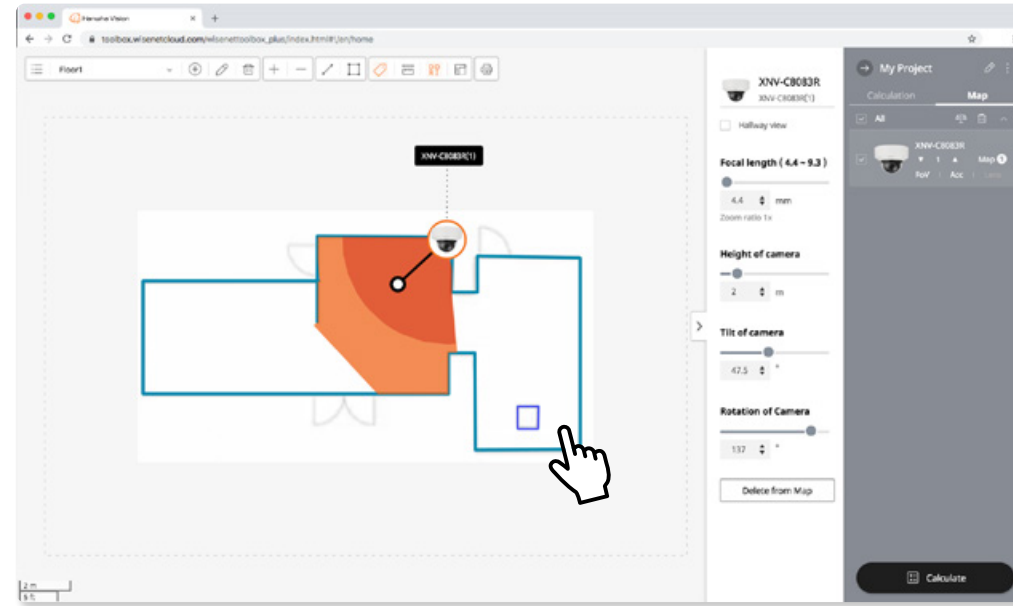 Hanwha Vision
toolbox.wisenetcloud.com/wisenettoolbox_plus/index.html#!/en/home
Floor1
XNV-C8083R(1)
2 m
5 ft
XNV-C8083R
XNV-C8083R(1)
Hallway view
Focal length ( 4.4 ~ 9.3 )
4.4 mm
Zoom ratio 1x
Height of camera
2 m
Tilt of camera
47.5 °
Rotation of Camera
137 °
Delete from Map
My Project
Calculation Map
All
XNV-C8083R
1 Map 1
FoV Acc Lens
Calculate